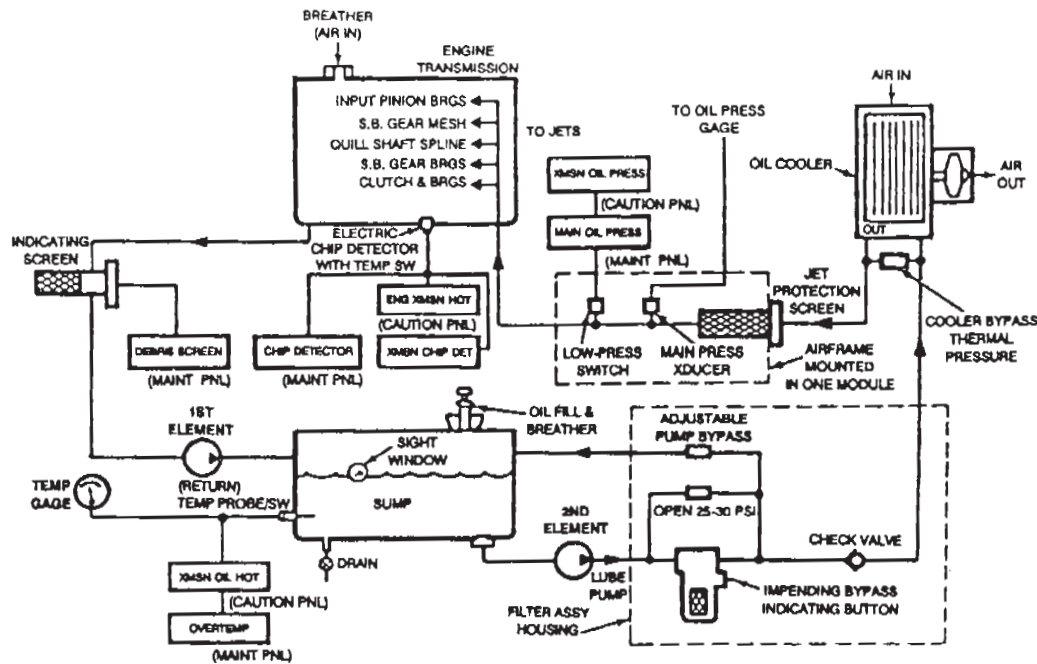 BREATHER
(AIR IN)
ENGINE
TRANSMISSION
INPUT PINION BRGS
S.B. GEAR MESH
QUILL SHAFT SPLINE
S.B. GEAR BRGS
CLUTCH & BRGS
TO JETS
TO OIL PRESS
GAGE
AIR IN
OIL COOLER
AIR
OUT
OUT
XMSN OIL PRESS
(CAUTION PNL)
MAIN OIL PRESS
(MAINT PNL)
INDICATING
SCREEN
ELECTRIC
CHIP DETECTOR
WITH TEMP SW
ENG XMSN HOT
(CAUTION PNL)
XMSN CHIP DET
DEBRIS SCREEN
(MAINT PNL)
CHIP DETECTOR
(MAINT PNL)
LOW-PRESS
SWITCH
MAIN PRESS
XDUCER
JET
PROTECTION
SCREEN
AIRFRAME
MOUNTED
IN ONE MODULE
COOLER BYPASS
THERMAL
PRESSURE
1ST
ELEMENT
(RETURN)
OIL FILL &
BREATHER
SIGHT
WINDOW
SUMP
TEMP
GAGE
TEMP PROBE/SW
DRAIN
XMSN OIL HOT
(CAUTION PNL)
OVERTEMP
(MAINT PNL)
ADJUSTABLE
PUMP BYPASS
OPEN 25-30 PSI
2ND
ELEMENT
LUBE
PUMP
CHECK VALVE
IMPENDING BYPASS
INDICATING BUTTON
FILTER ASSY
HOUSING